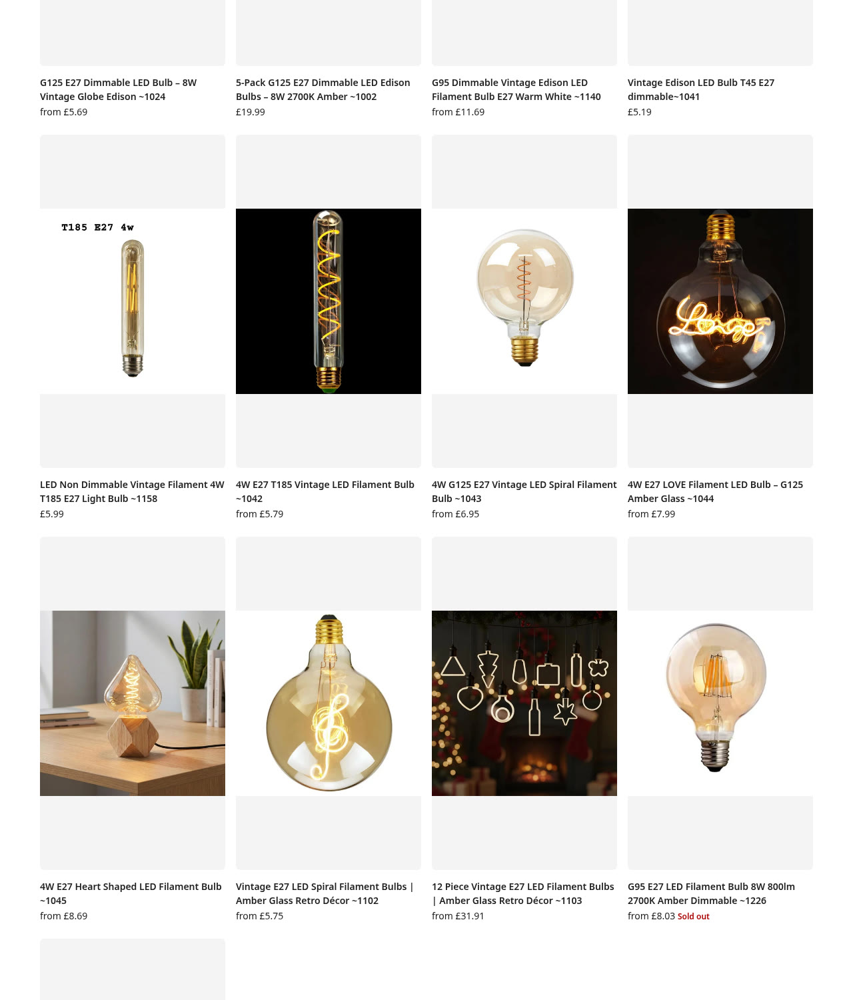 G125 E27 Dimmable LED Bulb – 8W
Vintage Globe Edison ~1024
from £5.69
5-Pack G125 E27 Dimmable LED Edison
Bulbs – 8W 2700K Amber ~1002
£19.99
G95 Dimmable Vintage Edison LED
Filament Bulb E27 Warm White ~1140
from £11.69
Vintage Edison LED Bulb T45 E27
dimmable~1041
£5.19
T185 E27 4w
Love
LED Non Dimmable Vintage Filament 4W
T185 E27 Light Bulb ~1158
£5.99
4W E27 T185 Vintage LED Filament Bulb
~1042
from £5.79
4W G125 E27 Vintage LED Spiral Filament
Bulb ~1043
from £6.95
4W E27 LOVE Filament LED Bulb – G125
Amber Glass ~1044
from £7.99
4W E27 Heart Shaped LED Filament Bulb
~1045
from £8.69
Vintage E27 LED Spiral Filament Bulbs |
Amber Glass Retro Décor ~1102
from £5.75
12 Piece Vintage E27 LED Filament Bulbs
| Amber Glass Retro Décor ~1103
from £31.91
G95 E27 LED Filament Bulb 8W 800lm
2700K Amber Dimmable ~1226
from £8.03 Sold out